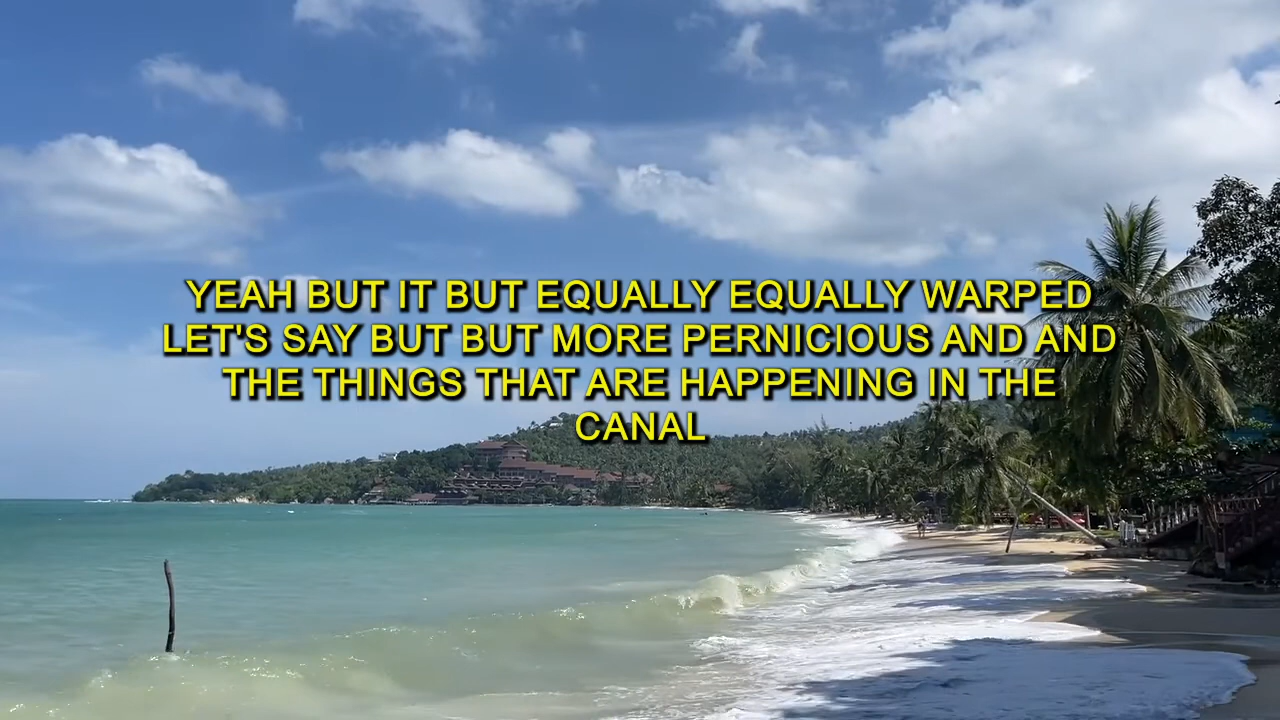 YEAH BUT IT BUT EQUALLY EQUALLY WARPED
LET'S SAY BUT BUT MORE PERNICIOUS AND AND
THE THINGS THAT ARE HAPPENING IN THE
CANAL